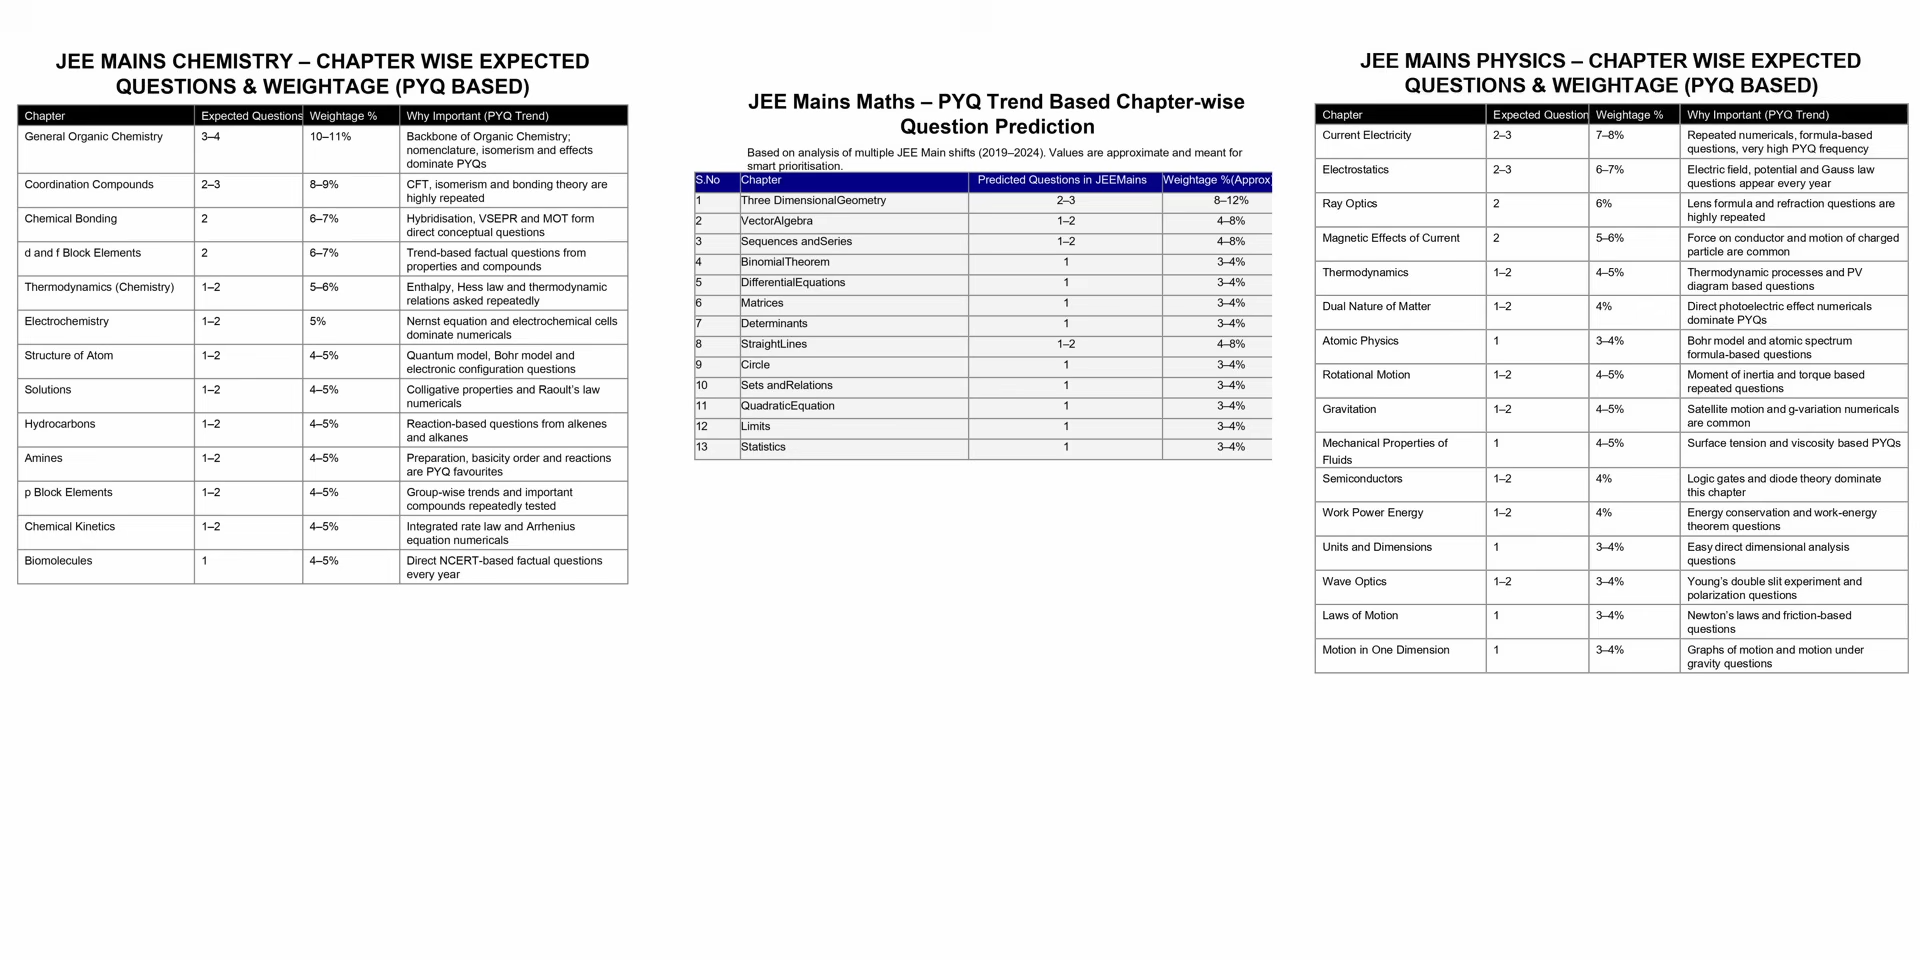 JEE MAINS CHEMISTRY – CHAPTER WISE EXPECTED
QUESTIONS & WEIGHTAGE (PYQ BASED)
Chapter Expected Questions Weightage % Why Important (PYQ Trend)
General Organic Chemistry 3–4 10–11% Backbone of Organic Chemistry;
nomenclature, isomerism and effects
dominate PYQs
Coordination Compounds 2–3 8–9% CFT, isomerism and bonding theory are
highly repeated
Chemical Bonding 2 6–7% Hybridisation, VSEPR and MOT form
direct conceptual questions
d and f Block Elements 2 6–7% Trend-based factual questions from
properties and compounds
Thermodynamics (Chemistry) 1–2 5–6% Enthalpy, Hess law and thermodynamic
relations asked repeatedly
Electrochemistry 1–2 5% Nernst equation and electrochemical cells
dominate numericals
Structure of Atom 1–2 4–5% Quantum model, Bohr model and
electronic configuration questions
Solutions 1–2 4–5% Colligative properties and Raoult's law
numericals
Hydrocarbons 1–2 4–5% Reaction-based questions from alkenes
and alkanes
Amines 1–2 4–5% Preparation, basicity order and reactions
are PYQ favourites
p Block Elements 1–2 4–5% Group-wise trends and important
compounds repeatedly tested
Chemical Kinetics 1–2 4–5% Integrated rate law and Arrhenius
equation numericals
Biomolecules 1 4–5% Direct NCERT-based factual questions
every year
JEE Mains Maths – PYQ Trend Based Chapter-wise
Question Prediction
Based on analysis of multiple JEE Main shifts (2019–2024). Values are approximate and meant for
smart prioritisation.
S.No Chapter Predicted Questions in JEEMains Weightage %(Approx
1 Three DimensionalGeometry 2–3 8–12%
2 VectorAlgebra 1–2 4–8%
3 Sequences andSeries 1–2 4–8%
4 BinomialTheorem 1 3–4%
5 DifferentialEquations 1 3–4%
6 Matrices 1 3–4%
7 Determinants 1 3–4%
8 StraightLines 1–2 4–8%
9 Circle 1 3–4%
10 Sets andRelations 1 3–4%
11 QuadraticEquation 1 3–4%
12 Limits 1 3–4%
13 Statistics 1 3–4%
JEE MAINS PHYSICS – CHAPTER WISE EXPECTED
QUESTIONS & WEIGHTAGE (PYQ BASED)
Chapter Expected Question Weightage % Why Important (PYQ Trend)
Current Electricity 2–3 7–8% Repeated numericals, formula-based
questions, very high PYQ frequency
Electrostatics 2–3 6–7% Electric field, potential and Gauss law
questions appear every year
Ray Optics 2 6% Lens formula and refraction questions are
highly repeated
Magnetic Effects of Current 2 5–6% Force on conductor and motion of charged
particle are common
Thermodynamics 1–2 4–5% Thermodynamic processes and PV
diagram based questions
Dual Nature of Matter 1–2 4% Direct photoelectric effect numericals
dominate PYQs
Atomic Physics 1 3–4% Bohr model and atomic spectrum
formula-based questions
Rotational Motion 1–2 4–5% Moment of inertia and torque based
repeated questions
Gravitation 1–2 4–5% Satellite motion and g-variation numericals
are common
Mechanical Properties of 1 4–5% Surface tension and viscosity based PYQs
Fluids
Semiconductors 1–2 4% Logic gates and diode theory dominate
this chapter
Work Power Energy 1–2 4% Energy conservation and work-energy
theorem questions
Units and Dimensions 1 3–4% Easy direct dimensional analysis
questions
Wave Optics 1–2 3–4% Young's double slit experiment and
polarization questions
Laws of Motion 1 3–4% Newton's laws and friction-based
questions
Motion in One Dimension 1 3–4% Graphs of motion and motion under
gravity questions